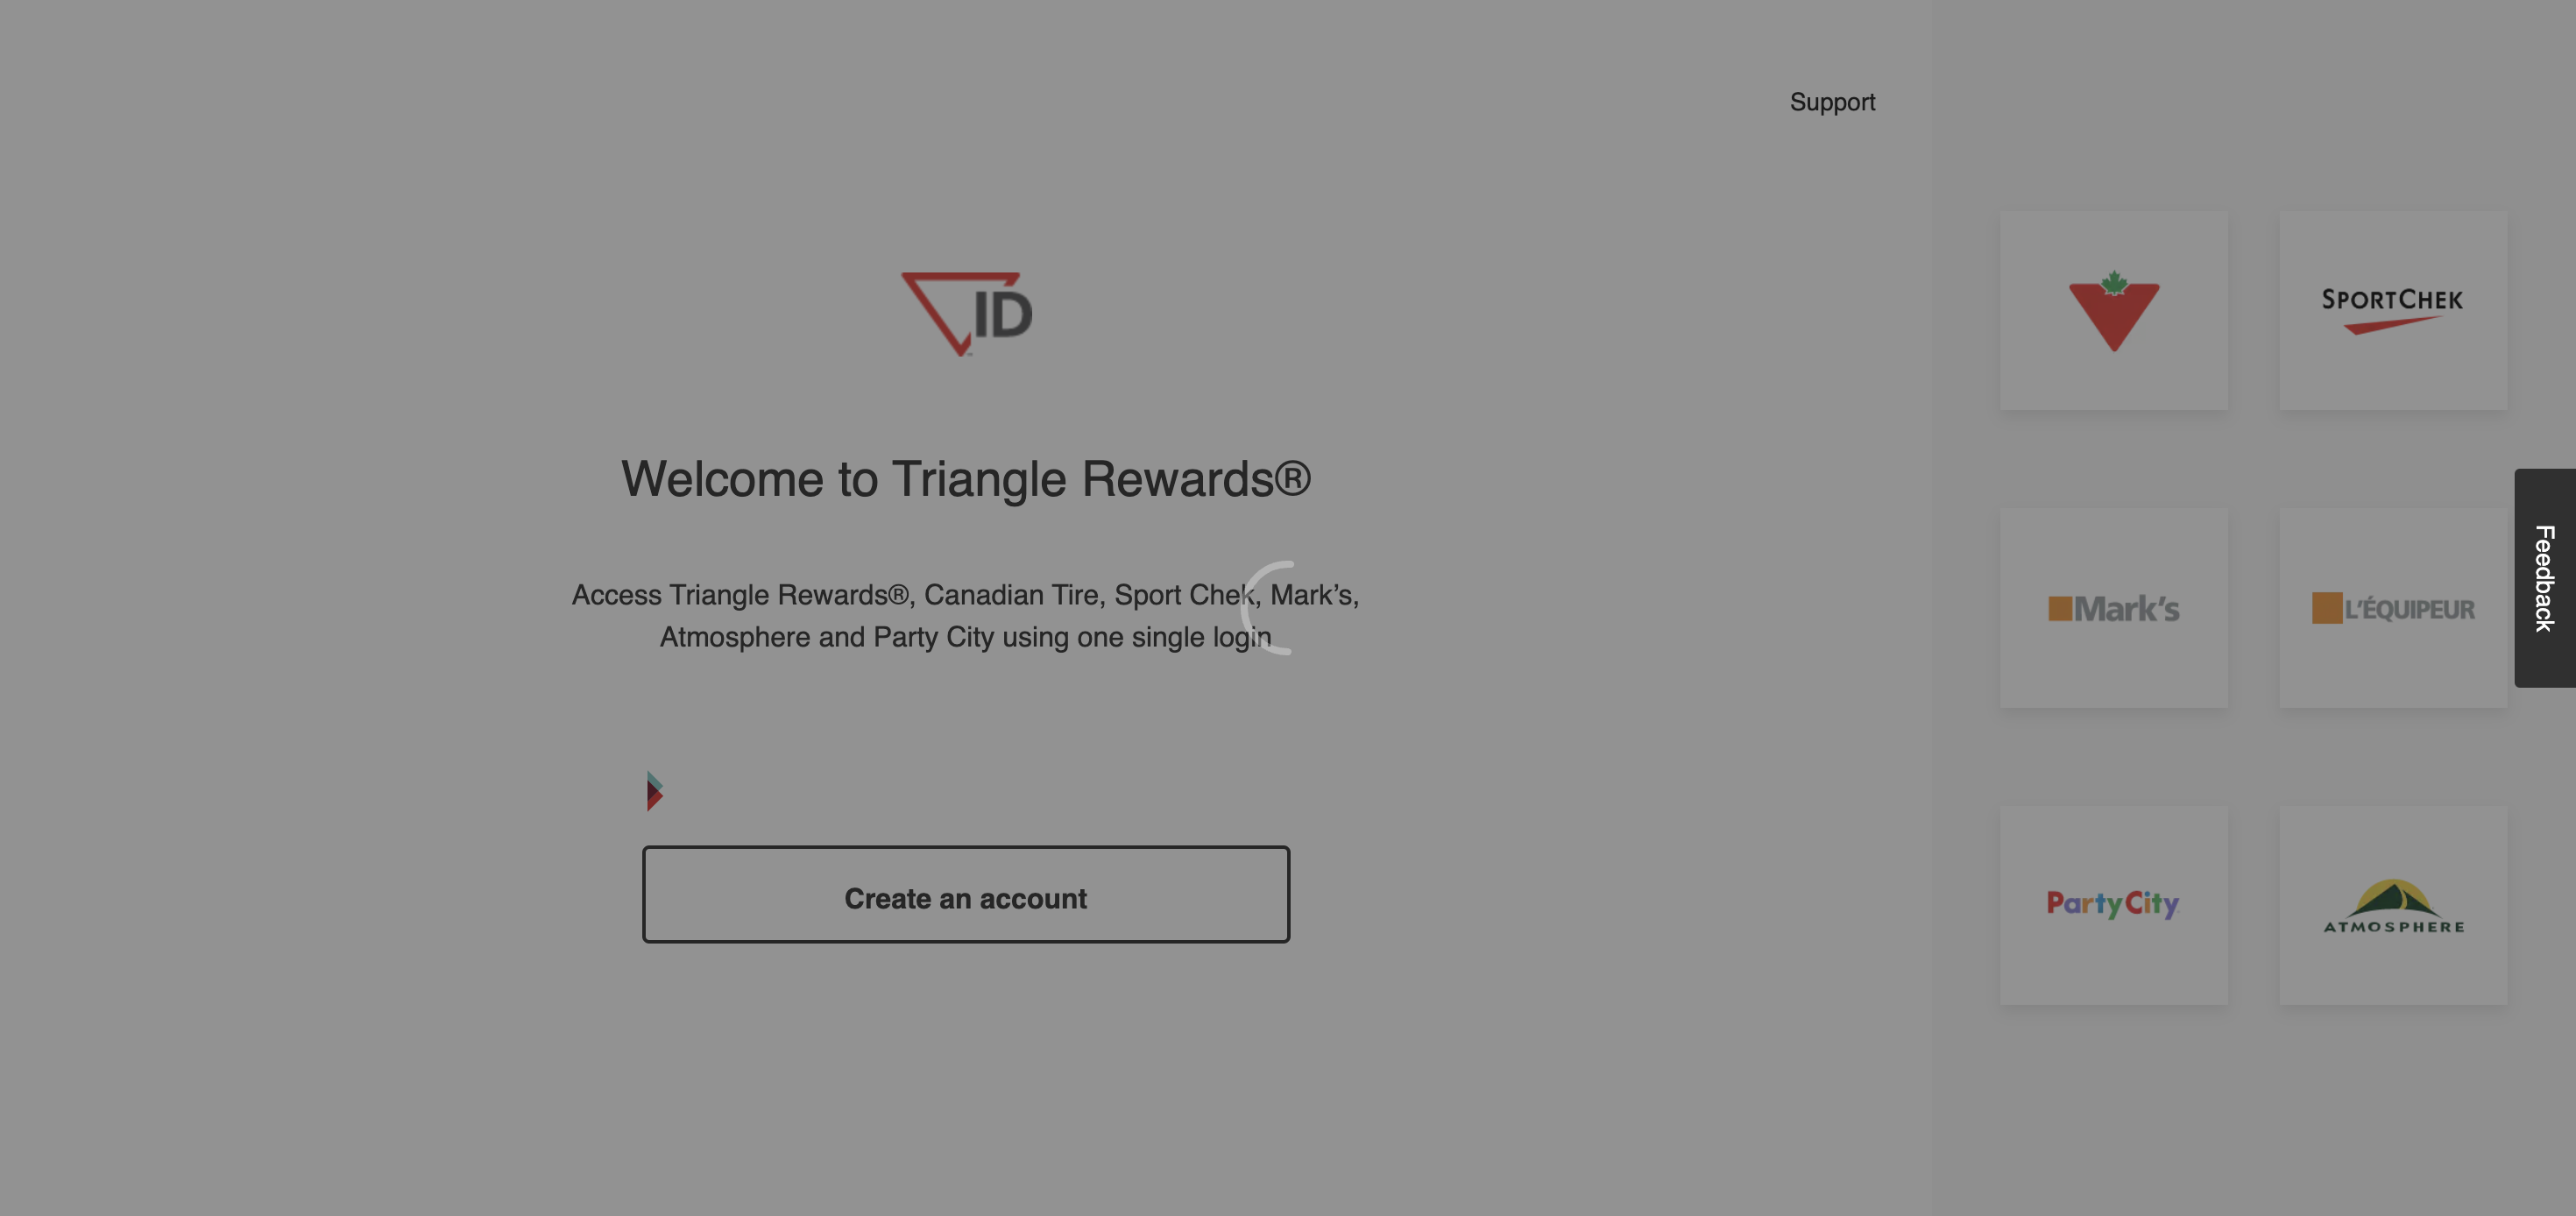 Support
ID
Welcome to Triangle Rewards®
Access Triangle Rewards®, Canadian Tire, Sport Chek, Mark’s,
Atmosphere and Party City using one single login
Create an account
SPORTCHEK
Mark’s
L’ÉQUIPEUR
PartyCity
ATMOSPHERE
Feedback